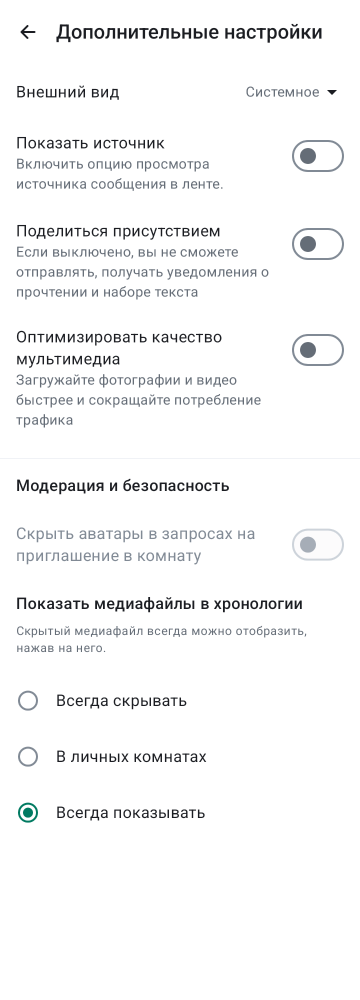 Дополнительные настройки
Внешний вид
Системное
Показать источник
Включить опцию просмотра
источника сообщения в ленте.
Поделиться присутствием
Если выключено, вы не сможете
отправлять, получать уведомления о
прочтении и наборе текста
Оптимизировать качество
мультимедиа
Загружайте фотографии и видео
быстрее и сокращайте потребление
трафика
Модерация и безопасность
Скрыть аватары в запросах на
приглашение в комнату
Показать медиафайлы в хронологии
Скрытый медиафайл всегда можно отобразить,
нажав на него.
Всегда скрывать
В личных комнатах
Всегда показывать